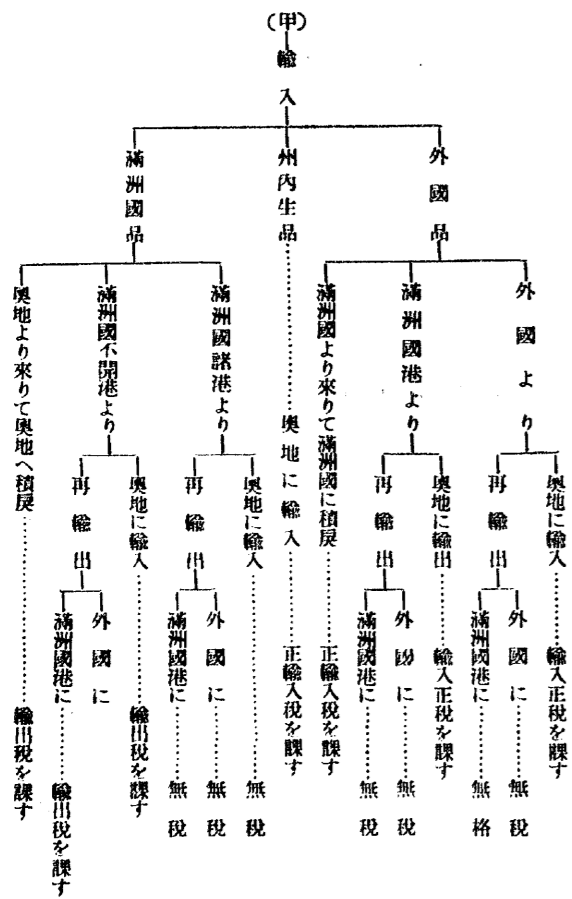 (甲)
輸入
外國品
外國より
奧地に輸入………輸入正税を課す
再輸出
外國に………無税
滿洲國港に………無格
滿洲國港より
奧地に輸出………輸入正税を課す
再輸出
外國に………無税
滿洲國港に………無税
滿洲國より來りて滿洲國に積戻………正輸入税を課す
州內生品………奧地に輸入………正輸入税を課す
滿洲國品
滿洲國諸港より
奧地に輸入………無税
再輸出
外國に………無税
滿洲國港に………無税
滿洲國不開港より
奧地に輸入………輸出税を課す
再輸出
外國に
滿洲國港に………輸出税を課す
奧地より來りて奧地へ積戻………輸出税を課す